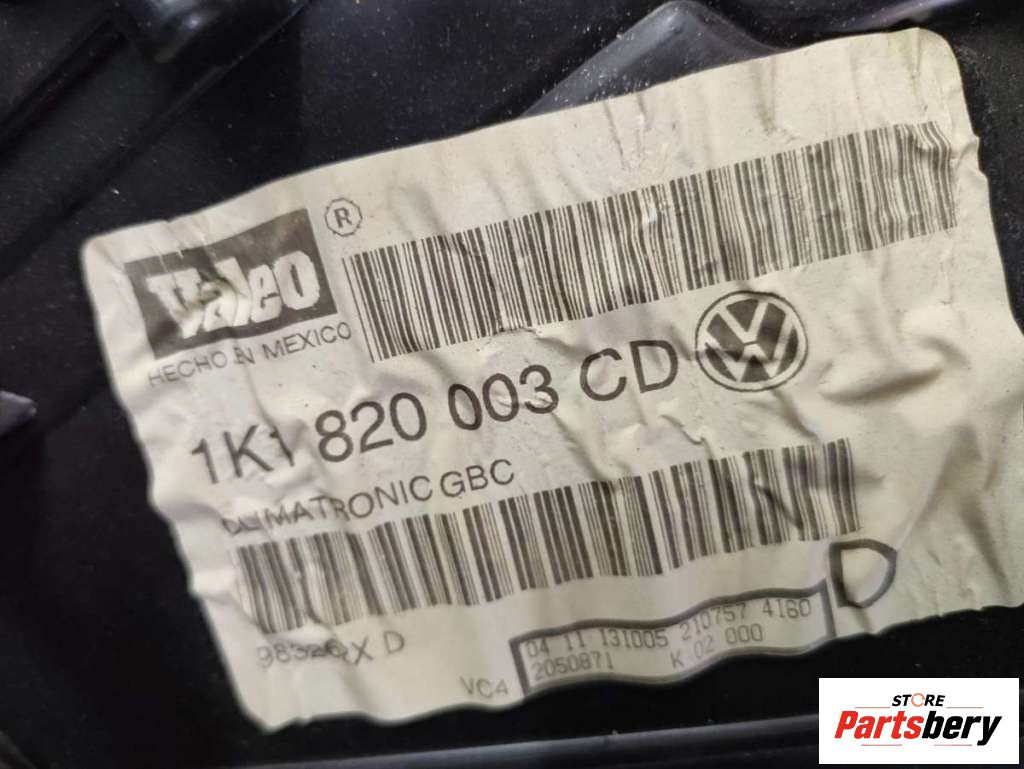 Valeo ®
HECHO EN MEXICO
1K1 820 003 CD
CLIMATRONIC GBC
D
04 11 131005 210757 4160
2050871 K 02 000
VC4
STORE
Partsbery